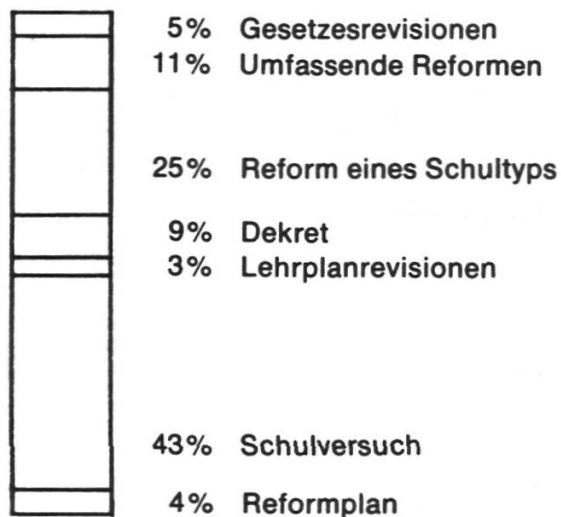 5% Gesetzesrevisionen
11% Umfassende Reformen
25% Reform eines Schultyps
9% Dekret
3% Lehrplanrevisionen
43% Schulversuch
4% Reformplan